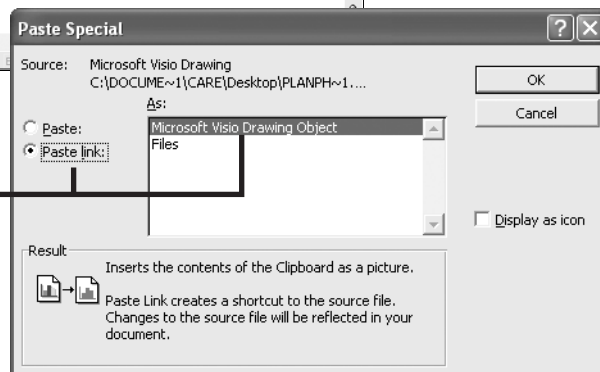 Paste Special
Source: Microsoft Visio Drawing
C:\DOCUME~1\CARE\Desktop\PLANPH~1....
As:
Paste:
Paste link:
Microsoft Visio Drawing Object
Files
OK
Cancel
Display as icon
Result
Inserts the contents of the Clipboard as a picture.
Paste Link creates a shortcut to the source file.
Changes to the source file will be reflected in your
document.